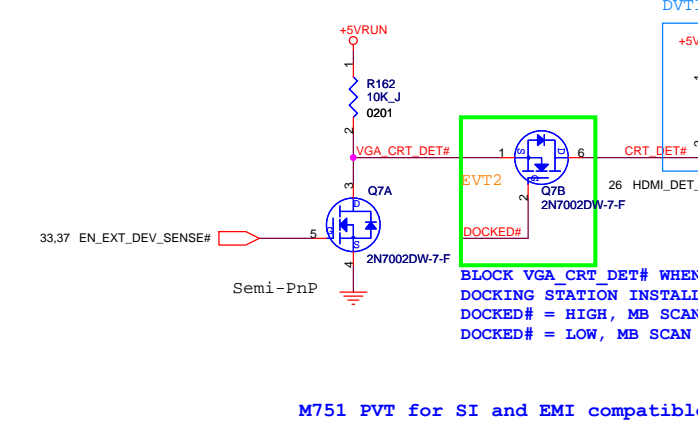 DVT1
+5VRUN
+5V
1
R162
10K_J
0201
2
VGA_CRT_DET#
1
S
D
6
CRT_DET#
2
EVT2
G
3
Q7A
2
Q7B
2N7002DW-7-F
26 HDMI_DET_
D
33,37 EN_EXT_DEV_SENSE#
5
G
S
DOCKED#
4
2N7002DW-7-F
Semi-PnP
BLOCK VGA_CRT_DET# WHEN
DOCKING STATION INSTALL
DOCKED# = HIGH, MB SCAN
DOCKED# = LOW, MB SCAN
M751 PVT for SI and EMI compatible